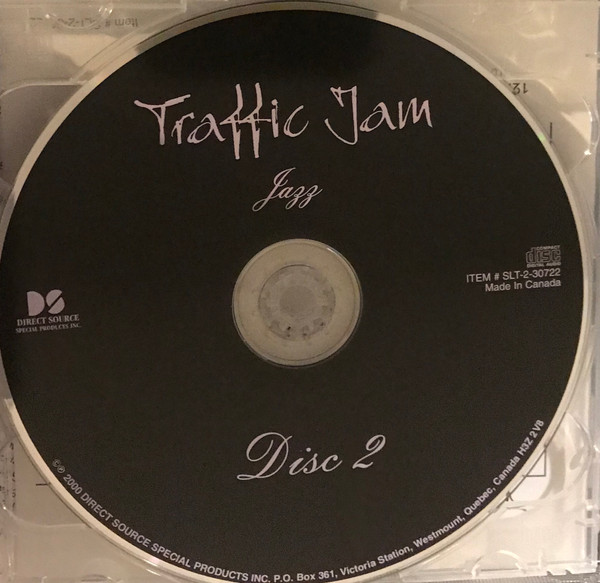 Traffic Jam
Jazz
COMPACT
disc
DIGITAL AUDIO
ITEM # SLT-2-30722
Made In Canada
DS
DIRECT SOURCE
SPECIAL PRODUCTS INC.
Disc 2
©℗ 2000 DIRECT SOURCE SPECIAL PRODUCTS INC. P.O. Box 361, Victoria Station, Westmount, Quebec, Canada H3Z 2V8